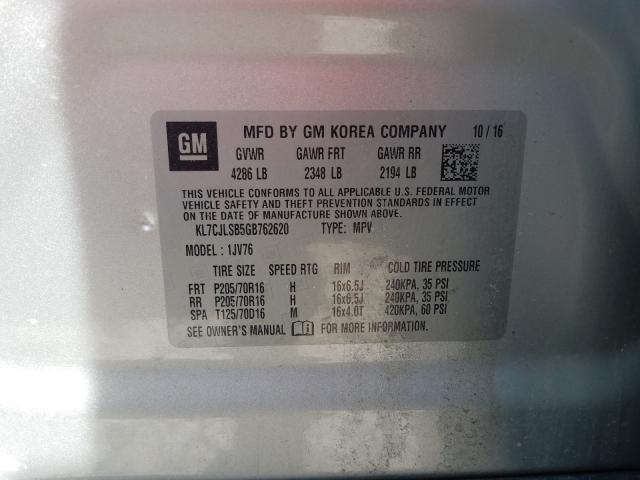 GM
MFD BY GM KOREA COMPANY 10 / 16
GVWR GAWR FRT GAWR RR
4286 LB 2348 LB 2194 LB
THIS VEHICLE CONFORMS TO ALL APPLICABLE U.S. FEDERAL MOTOR
VEHICLE SAFETY AND THEFT PREVENTION STANDARDS IN EFFECT ON
THE DATE OF MANUFACTURE SHOWN ABOVE.
KL7CJLSB5GB762620 TYPE: MPV
MODEL : 1JV76
TIRE SIZE SPEED RTG RIM COLD TIRE PRESSURE
FRT P205/70R16 H 16x6.5J 240KPA, 35 PSI
RR P205/70R16 H 16x6.5J 240KPA, 35 PSI
SPA T125/70D16 M 16x4.0T 420KPA, 60 PSI
SEE OWNER'S MANUAL FOR MORE INFORMATION.